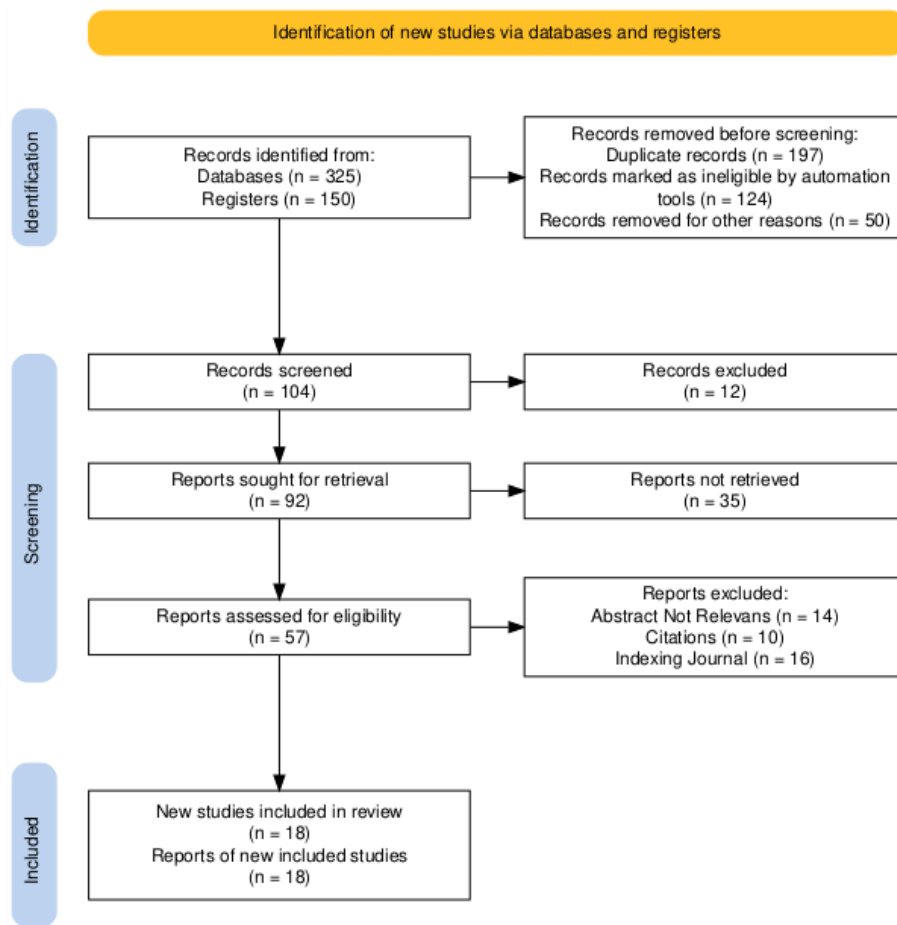 Identification of new studies via databases and registers
Identification
Records identified from:
Databases (n = 325)
Registers (n = 150)
Records removed before screening:
Duplicate records (n = 197)
Records marked as ineligible by automation
tools (n = 124)
Records removed for other reasons (n = 50)
Screening
Records screened
(n = 104)
Records excluded
(n = 12)
Reports sought for retrieval
(n = 92)
Reports not retrieved
(n = 35)
Reports assessed for eligibility
(n = 57)
Reports excluded:
Abstract Not Relevans (n = 14)
Citations (n = 10)
Indexing Journal (n = 16)
Included
New studies included in review
(n = 18)
Reports of new included studies
(n = 18)